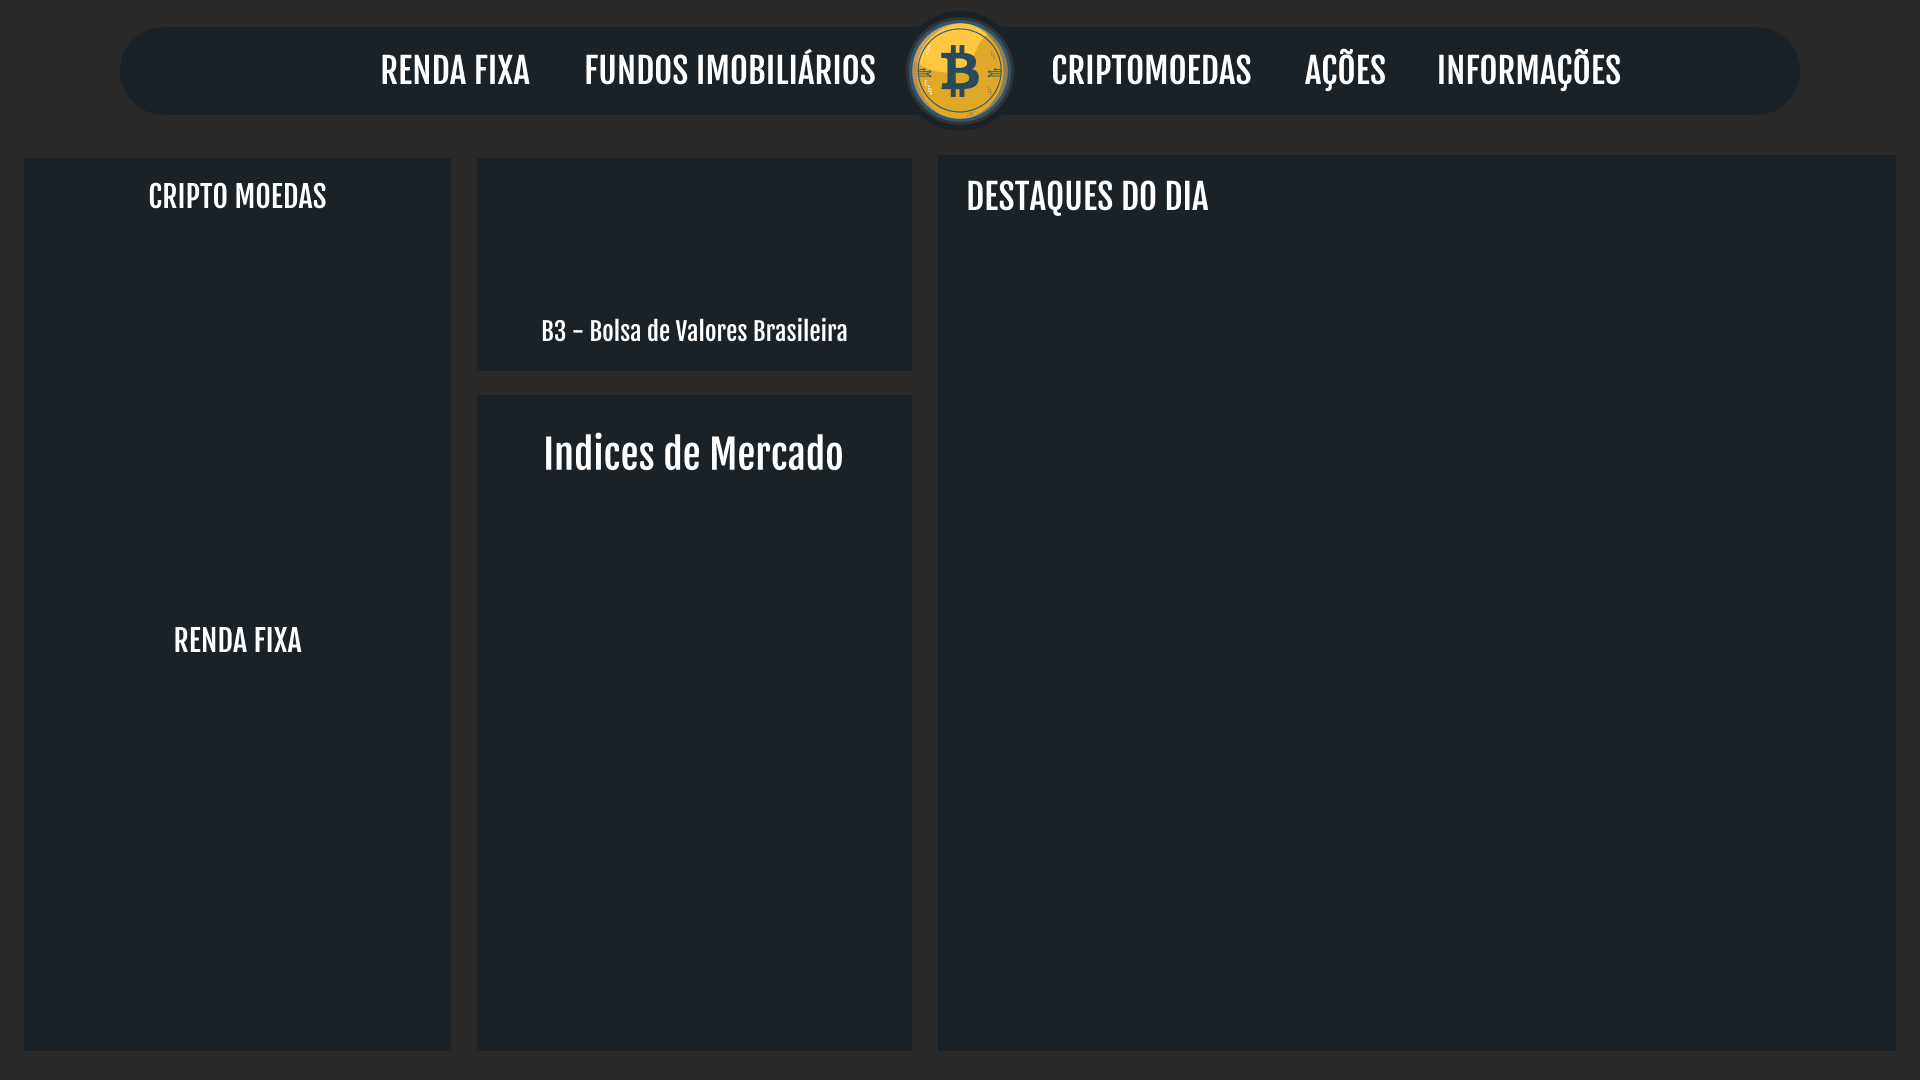 RENDA FIXA
FUNDOS IMOBILIÁRIOS
CRIPTOMOEDAS
AÇÕES
INFORMAÇÕES
CRIPTO MOEDAS
RENDA FIXA
B3 - Bolsa de Valores Brasileira
Indices de Mercado
DESTAQUES DO DIA